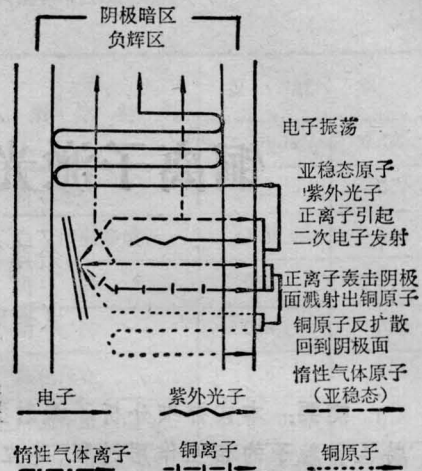 阴极暗区
负辉区
电子振荡
亚稳态原子
紫外光子
正离子引起
二次电子发射
正离子轰击阴极
面溅射出铜原子
铜原子反扩散
回到阴极面
电子
紫外光子
惰性气体原子
(亚稳态)
惰性气体离子
铜离子
铜原子